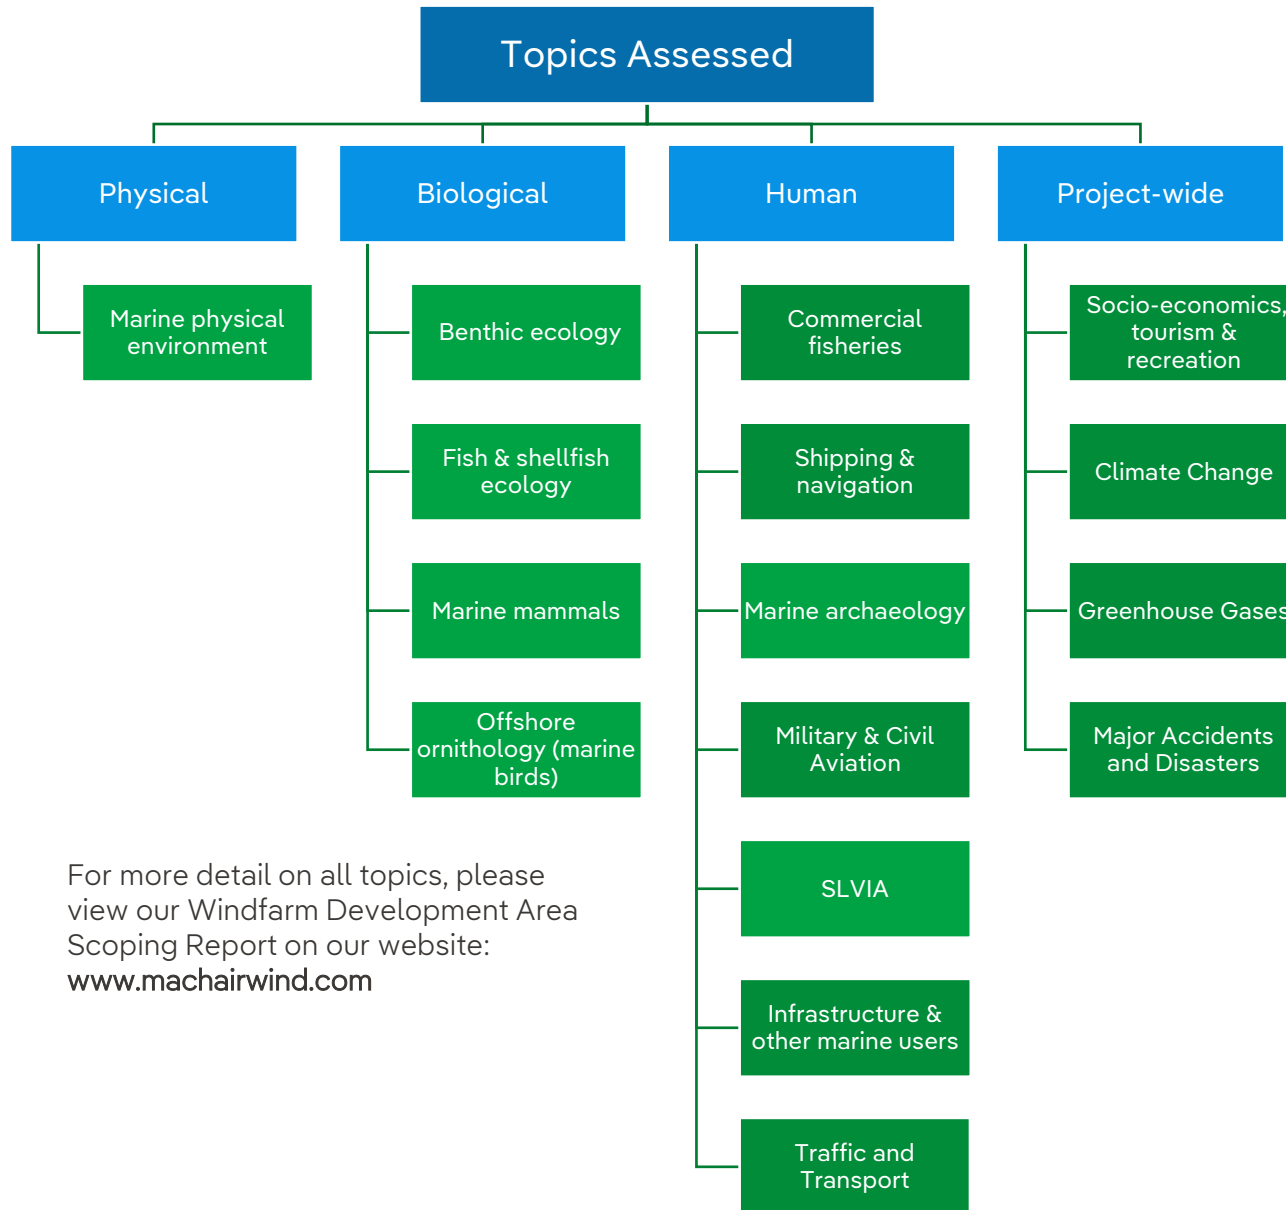 Topics Assessed
Physical
Biological
Human
Project-wide
Marine physical
environment
Benthic ecology
Fish & shellfish
ecology
Marine mammals
Offshore
ornithology (marine
birds)
Commercial
fisheries
Shipping &
navigation
Marine archaeology
Military & Civil
Aviation
SLVIA
Infrastructure &
other marine users
Traffic and
Transport
Socio-economics,
tourism &
recreation
Climate Change
Greenhouse Gases
Major Accidents
and Disasters
For more detail on all topics, please
view our Windfarm Development Area
Scoping Report on our website:
www.machairwind.com